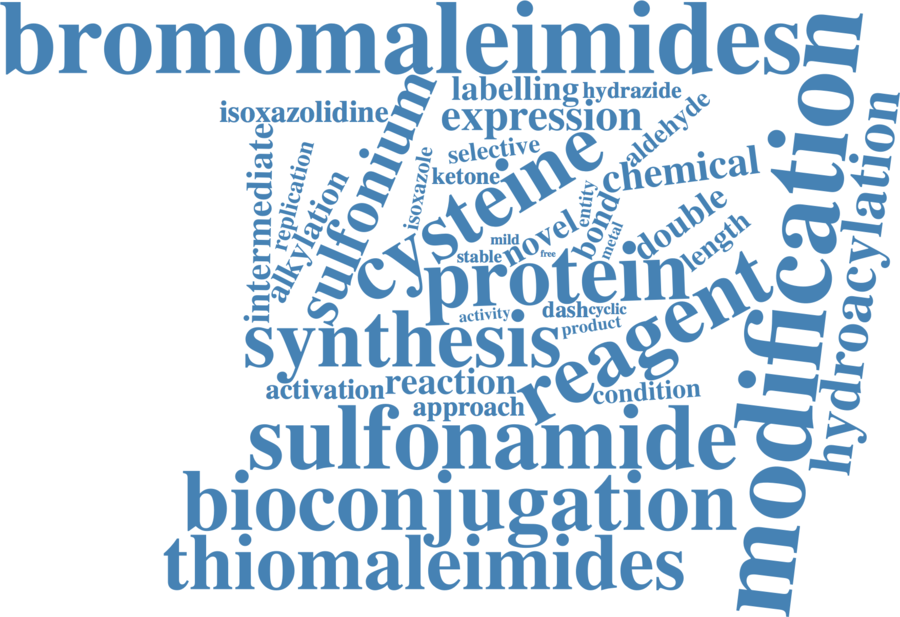 bromomaleimides
modification
labelling
hydrazide
isoxazolidine
expression
aldehyde
hydroacylation
sulfonium
intermediate
replication
selective
cysteine
chemical
isoxazole
ketone
alkylation
entity
bond
double
novel
mild
metal
length
stable
free
protein
activity
dash
cyclic
product
synthesis
reagent
activation
reaction
condition
approach
sulfonamide
bioconjugation
thiomaleimides